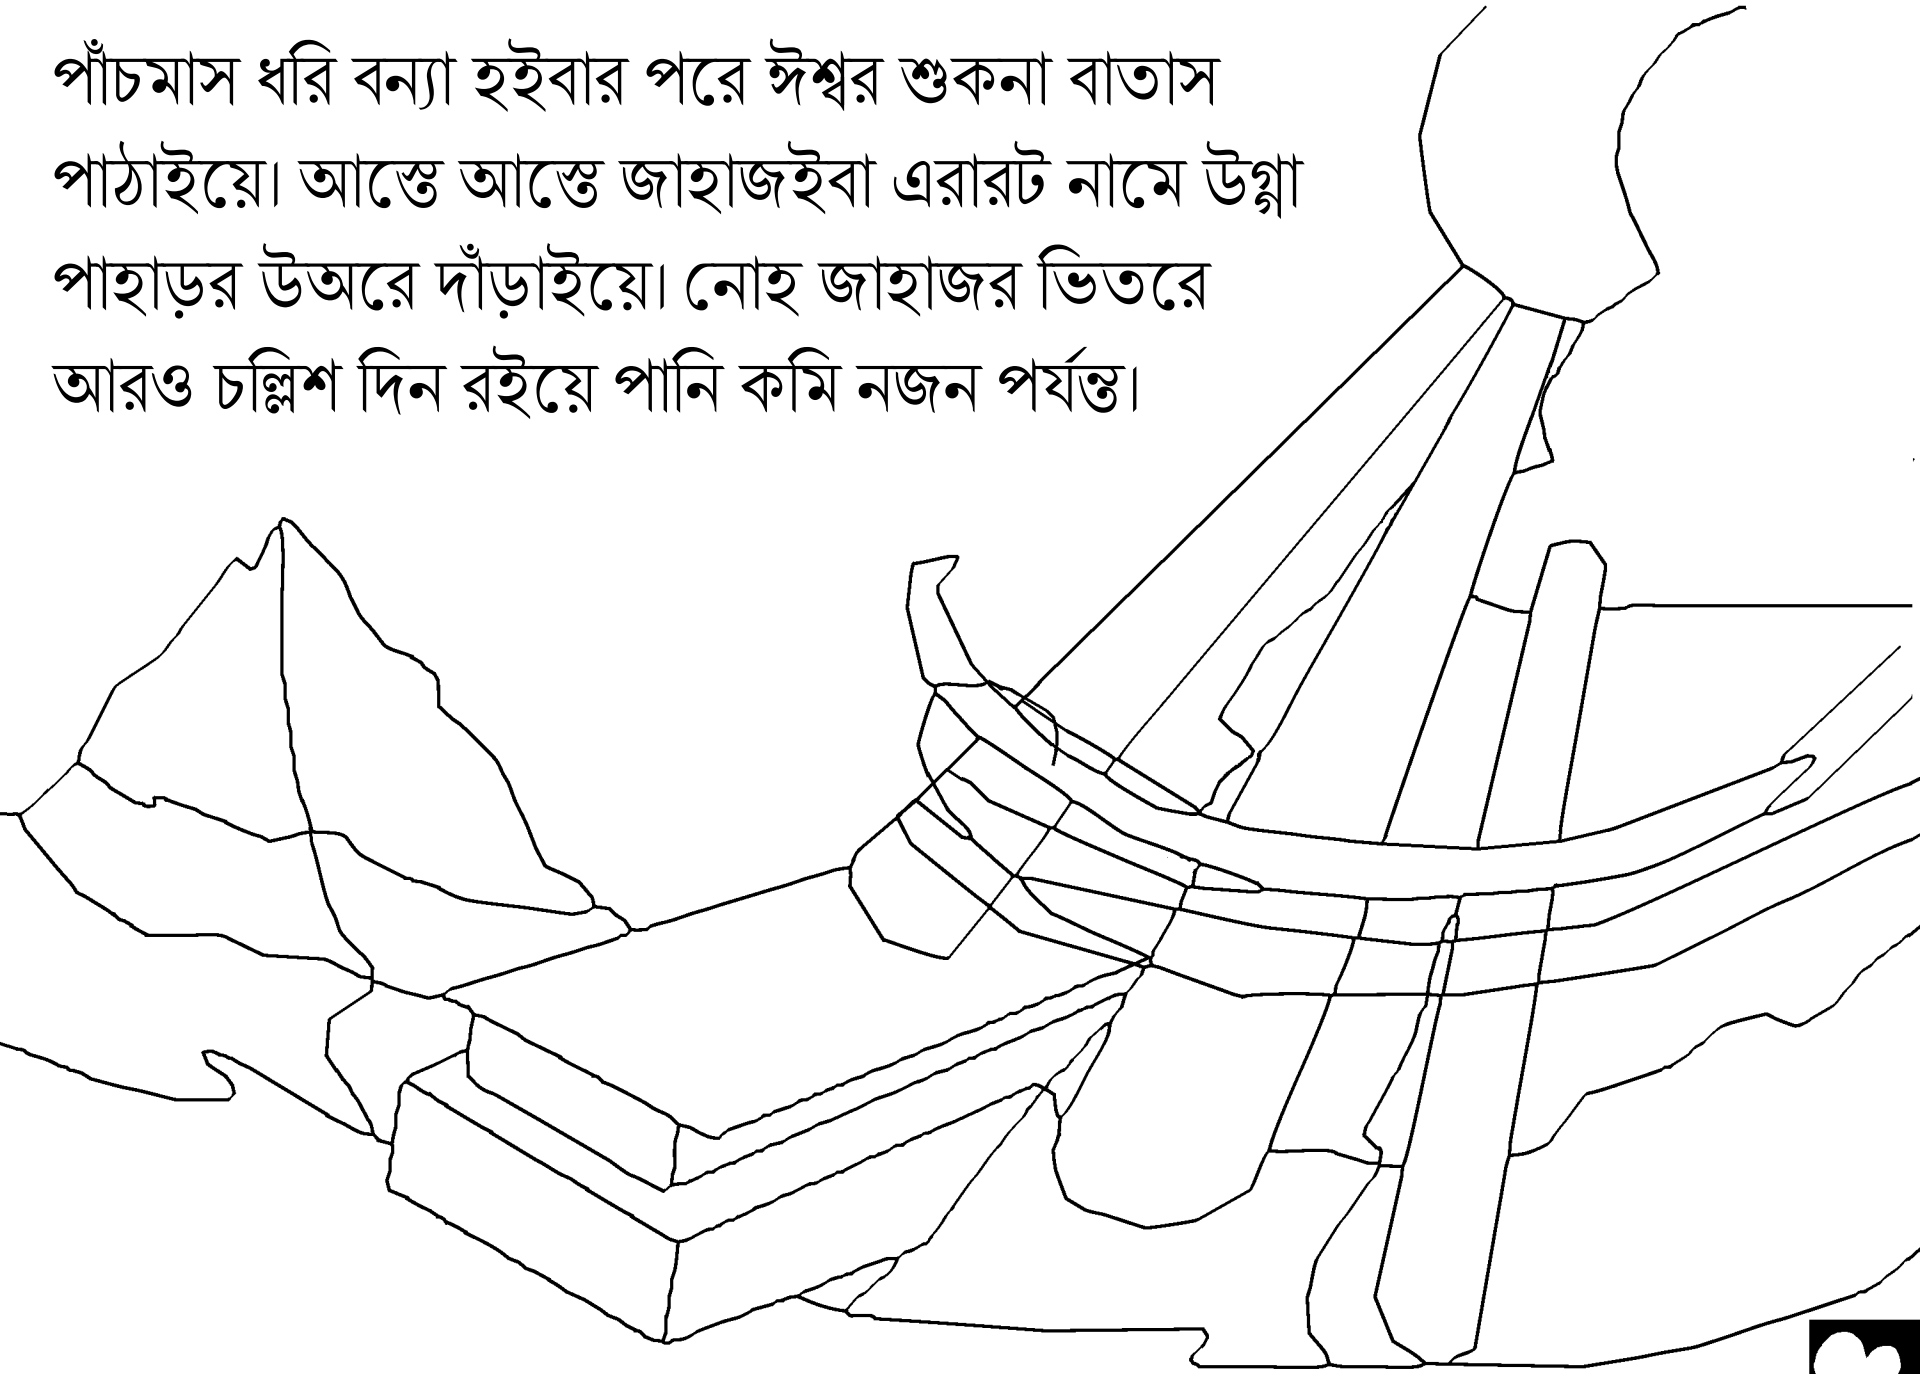 পাঁচমাস ধরি বন্যা হইবার পরে ঈশ্বর শুকনা বাতাস
পাঠাইয়ে। আস্তে আস্তে জাহাজইবা এরারট নামে উগ্গা
পাহাড়র উঅরে দাঁড়াইয়ে। নোহ জাহাজর ভিতরে
আরও চল্লিশ দিন রইয়ে পানি কমি নজন পর্যন্ত।